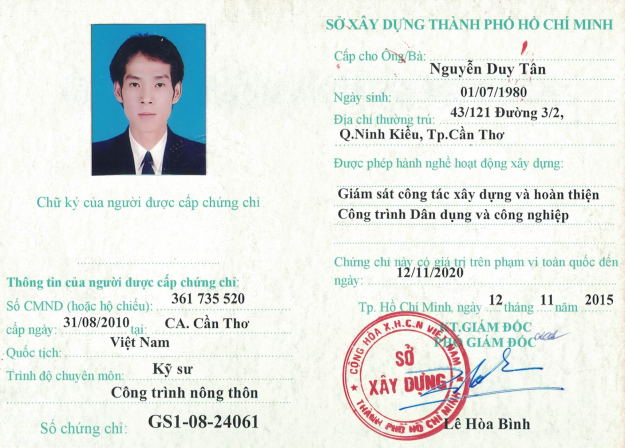 Chữ ký của người được cấp chứng chỉ
Thông tin của người được cấp chứng chỉ:
Số CMND (hoặc hộ chiếu): 361 735 520
cấp ngày: 31/08/2010 tại: CA. Cần Thơ
Quốc tịch: Việt Nam
Trình độ chuyên môn: Kỹ sư
Công trình nông thôn
Số chứng chỉ: GS1-08-24061
SỞ XÂY DỰNG THÀNH PHỐ HỒ CHÍ MINH
Cấp cho Ông/Bà:
Nguyễn Duy Tân
Ngày sinh: 01/07/1980
Địa chỉ thường trú: 43/121 Đường 3/2,
Q.Ninh Kiều, Tp.Cần Thơ
Được phép hành nghề hoạt động xây dựng:
Giám sát công tác xây dựng và hoàn thiện
Công trình Dân dụng và công nghiệp
Chứng chỉ này có giá trị trên phạm vi toàn quốc đến
ngày: 12/11/2020
Tp. Hồ Chí Minh, ngày 12 tháng 11 năm 2015
KT.GIÁM ĐỐC
PHÓ GIÁM ĐỐC
CỘNG HÒA X.H.C.N VIỆT NAM
SỞ
XÂY DỰNG
THÀNH PHỐ HỒ CHÍ MINH
Lê Hòa Bình